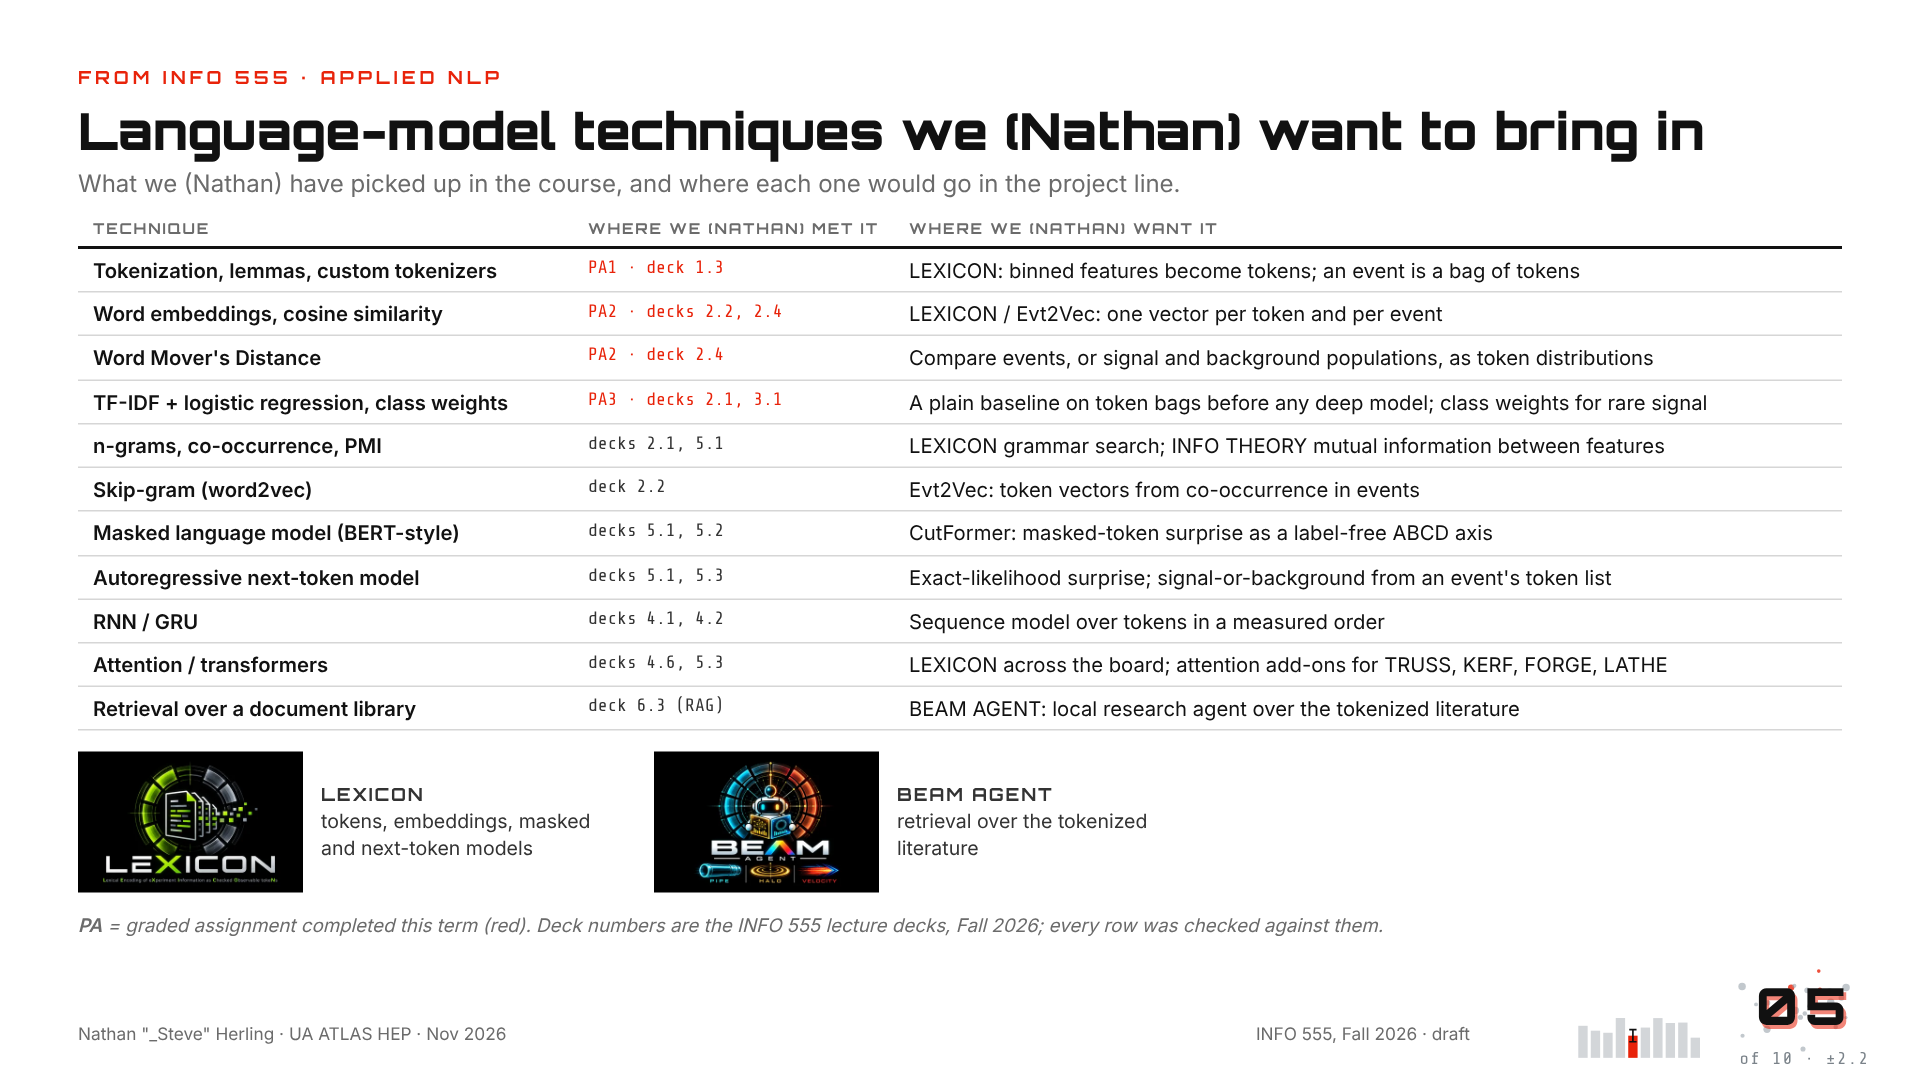 FROM INFO 555 · APPLIED NLP
Language-model techniques we (Nathan) want to bring in
What we (Nathan) have picked up in the course, and where each one would go in the project line.
TECHNIQUE WHERE WE (NATHAN) MET IT WHERE WE (NATHAN) WANT IT
Tokenization, lemmas, custom tokenizers PA1 · deck 1.3 LEXICON: binned features become tokens; an event is a bag of tokens
Word embeddings, cosine similarity PA2 · decks 2.2, 2.4 LEXICON / Evt2Vec: one vector per token and per event
Word Mover's Distance PA2 · deck 2.4 Compare events, or signal and background populations, as token distributions
TF-IDF + logistic regression, class weights PA3 · decks 2.1, 3.1 A plain baseline on token bags before any deep model; class weights for rare signal
n-grams, co-occurrence, PMI decks 2.1, 5.1 LEXICON grammar search; INFO THEORY mutual information between features
Skip-gram (word2vec) deck 2.2 Evt2Vec: token vectors from co-occurrence in events
Masked language model (BERT-style) decks 5.1, 5.2 CutFormer: masked-token surprise as a label-free ABCD axis
Autoregressive next-token model decks 5.1, 5.3 Exact-likelihood surprise; signal-or-background from an event's token list
RNN / GRU decks 4.1, 4.2 Sequence model over tokens in a measured order
Attention / transformers decks 4.6, 5.3 LEXICON across the board; attention add-ons for TRUSS, KERF, FORGE, LATHE
Retrieval over a document library deck 6.3 (RAG) BEAM AGENT: local research agent over the tokenized literature
LEXICON
Lexical Encoding of eXperiment Information as Checked Observable tokeNs
LEXICON
tokens, embeddings, masked
and next-token models
BEAM
AGENT
PIPE HALO VELOCITY
BEAM AGENT
retrieval over the tokenized
literature
PA = graded assignment completed this term (red). Deck numbers are the INFO 555 lecture decks, Fall 2026; every row was checked against them.
Nathan "_Steve" Herling · UA ATLAS HEP · Nov 2026
INFO 555, Fall 2026 · draft
05
of 10 · ±2.2